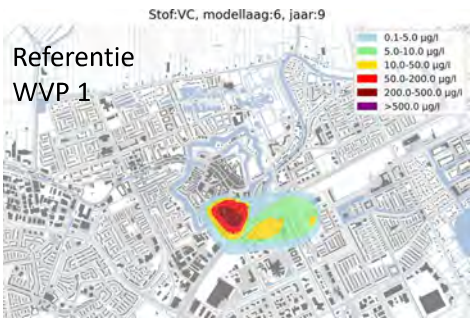 Stof:VC, modellaag:6, jaar:9
Referentie
WVP 1
0.1-5.0 µg/l
5.0-10.0 µg/l
10.0-50.0 µg/l
50.0-200.0 µg/l
200.0-500.0 µg/l
>500.0 µg/l